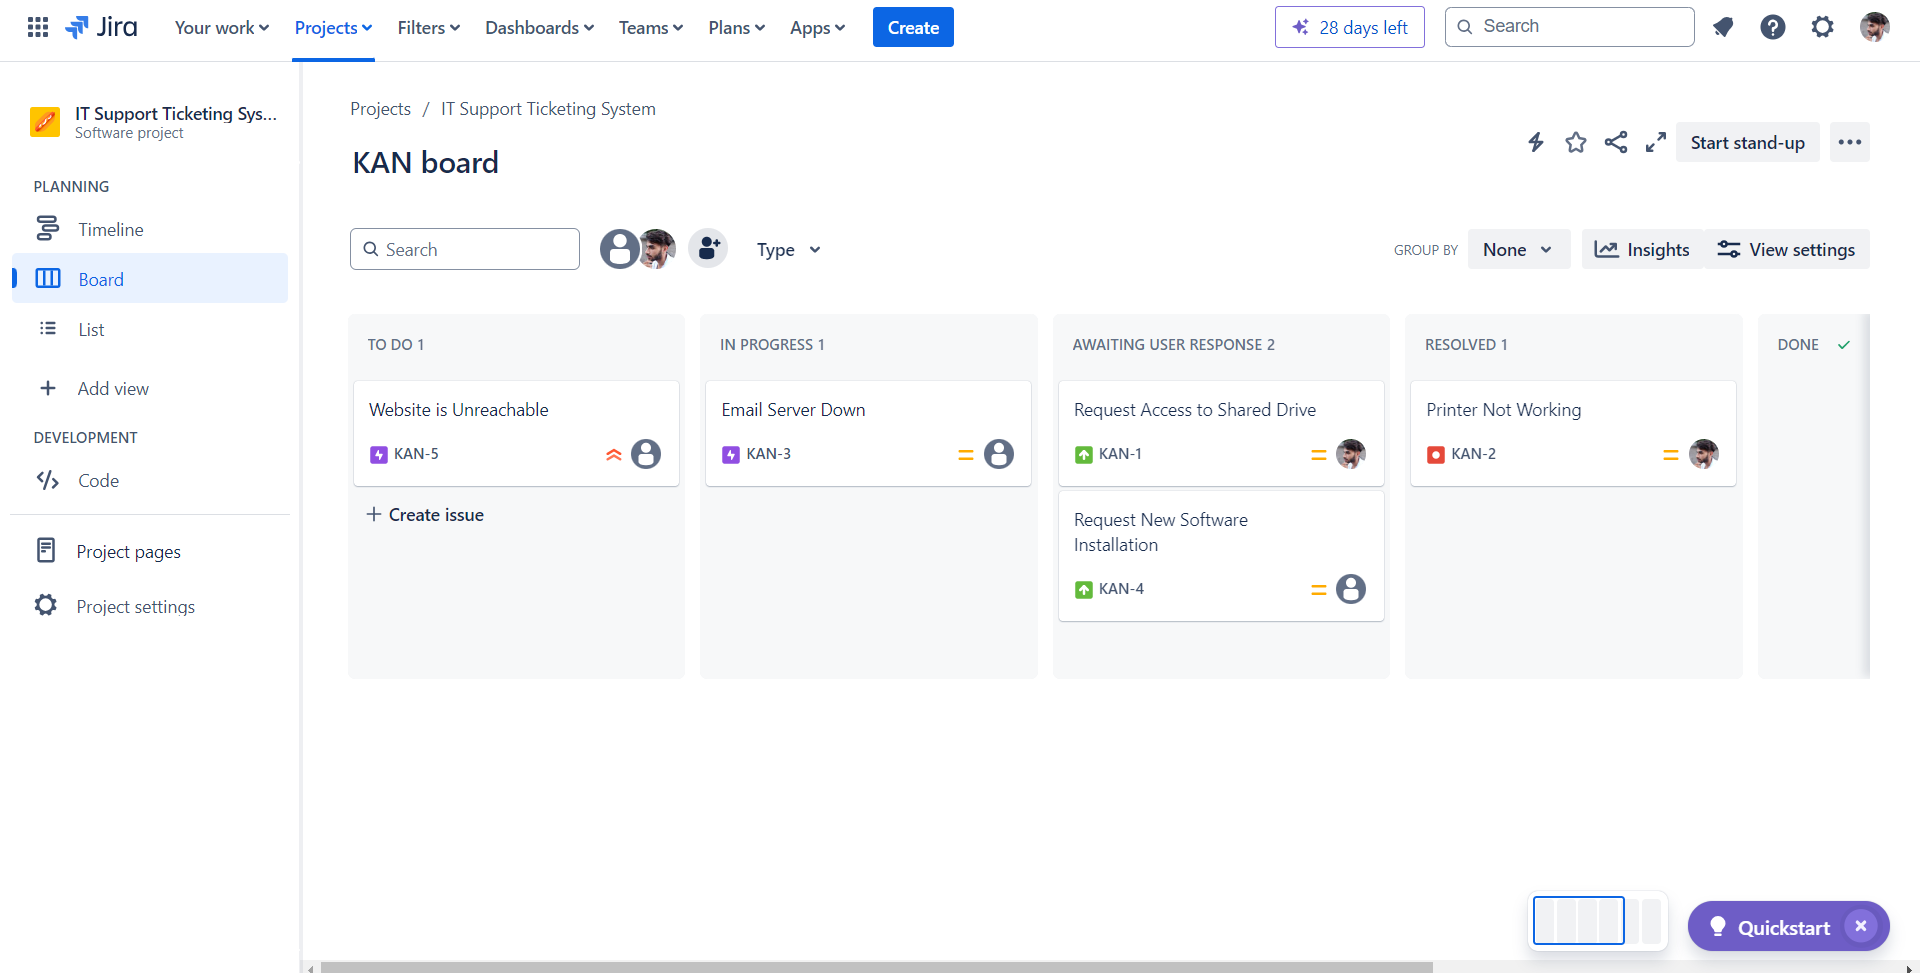 Jira
Your work
Projects
Filters
Dashboards
Teams
Plans
Apps
Create
28 days left
Search
IT Support Ticketing Sys...
Software project
PLANNING
Timeline
Board
List
Add view
DEVELOPMENT
Code
Project pages
Project settings
Projects / IT Support Ticketing System
KAN board
Start stand-up
Search
Type
GROUP BY
None
Insights
View settings
TO DO 1
Website is Unreachable
KAN-5
Create issue
IN PROGRESS 1
Email Server Down
KAN-3
AWAITING USER RESPONSE 2
Request Access to Shared Drive
KAN-1
Request New Software
Installation
KAN-4
RESOLVED 1
Printer Not Working
KAN-2
DONE
Quickstart